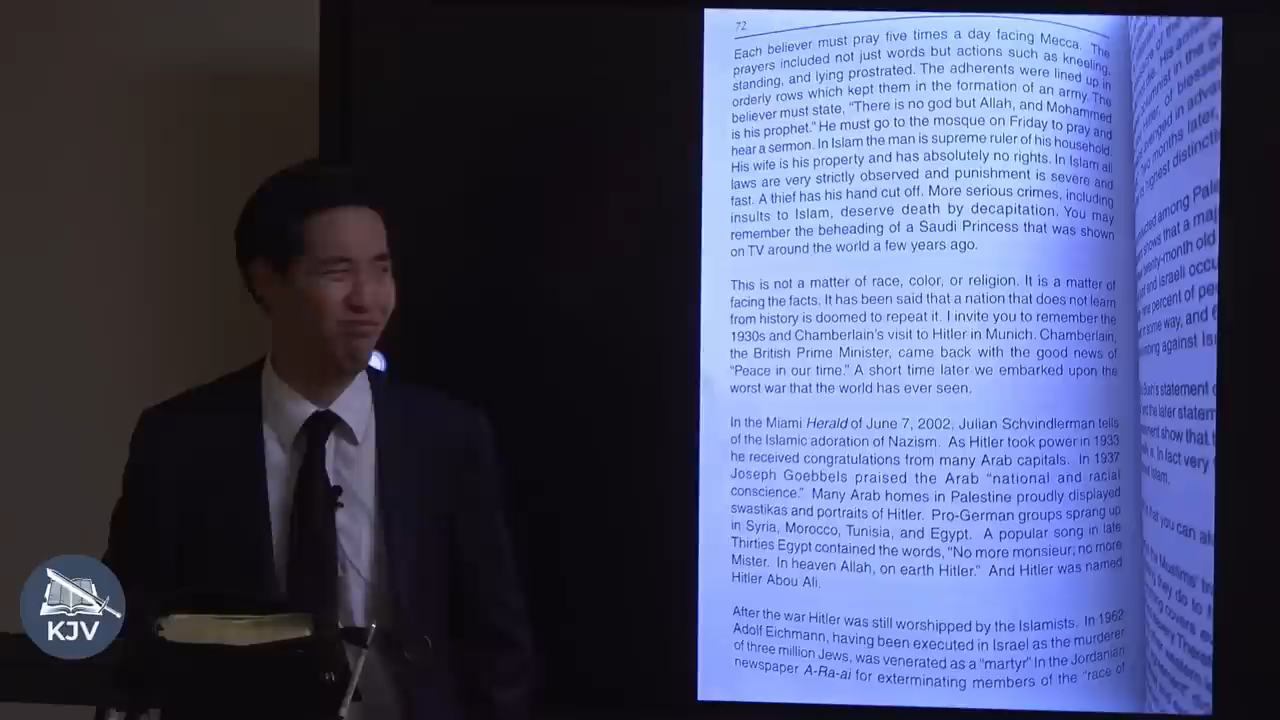 72
Each believer must pray five times a day facing Mecca. The
prayers included not just words but actions such as kneeling,
standing, and lying prostrated. The adherents were lined up in
orderly rows which kept them in the formation of an army. The
believer must state, “There is no god but Allah, and Mohammed
is his prophet.” He must go to the mosque on Friday to pray and
hear a sermon. In Islam the man is supreme ruler of his household.
His wife is his property and has absolutely no rights. In Islam all
laws are very strictly observed and punishment is severe and
fast. A thief has his hand cut off. More serious crimes, including
insults to Islam, deserve death by decapitation. You may
remember the beheading of a Saudi Princess that was shown
on TV around the world a few years ago.
This is not a matter of race, color, or religion. It is a matter of
facing the facts. It has been said that a nation that does not learn
from history is doomed to repeat it. I invite you to remember the
1930s and Chamberlain's visit to Hitler in Munich. Chamberlain,
the British Prime Minister, came back with the good news of
“Peace in our time.” A short time later we embarked upon the
worst war that the world has ever seen.
In the Miami Herald of June 7, 2002, Julian Schvindlerman tells
of the Islamic adoration of Nazism. As Hitler took power in 1933
he received congratulations from many Arab capitals. In 1937
Joseph Goebbels praised the Arab “national and racial
conscience.” Many Arab homes in Palestine proudly displayed
swastikas and portraits of Hitler. Pro-German groups sprang up
in Syria, Morocco, Tunisia, and Egypt. A popular song in late
Thirties Egypt contained the words, “No more monsieur, no more
Mister. In heaven Allah, on earth Hitler.” And Hitler was named
Hitler Abou Ali.
After the war Hitler was still worshipped by the Islamists. In 1962
Adolf Eichmann, having been executed in Israel as the murderer
of three million Jews, was venerated as a “martyr” In the Jordanian
newspaper A-Ra-ai for exterminating members of the “race of
KJV